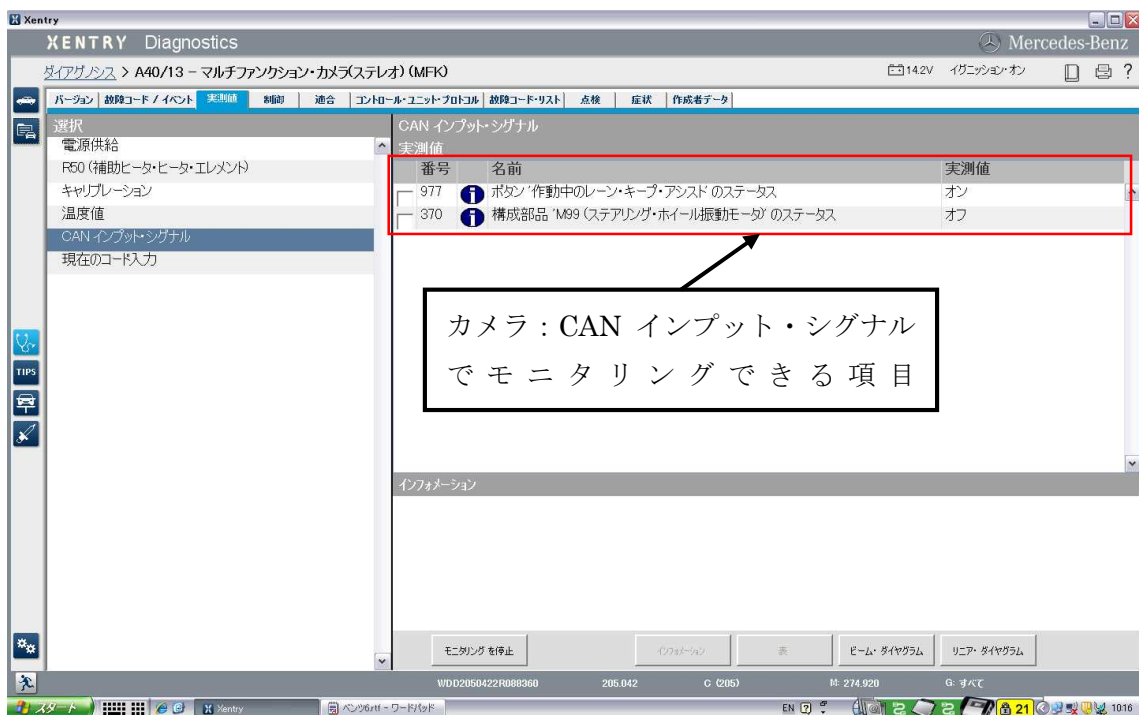 Xentry
XENTRY Diagnostics
Mercedes-Benz
ダイアグノシス > A40/13 − マルチファンクション・カメラ(ステレオ) (MFK)
14.2V イグニッション・オン
?
バージョン 故障コード / イベント 実測値 制御 適合 コントロール・ユニット・プロトコル 故障コード・リスト 点検 症状 作成者データ
選択
電源供給
R50 (補助ヒータ・ヒータ・エレメント)
キャリブレーション
温度値
CAN インプット・シグナル
現在のコード入力
TIPS
CAN インプット・シグナル
実測値
番号 名前 実測値
977 ボタン '作動中のレーン・キープ・アシスト' のステータス オン
370 構成部品 'M99 (ステアリング・ホイール振動モータ)' のステータス オフ
カメラ：CAN インプット・シグナル
でモニタリングできる項目
インフォメーション
モニタリング を停止 インフォメーション 表 ビーム・ダイヤグラム リニア・ダイヤグラム
WDD2050422R088360 205.042 C (205) M: 274.920 G: すべて
スタート Xentry ベンツ6.rtf - ワードパッド EN 21 1016